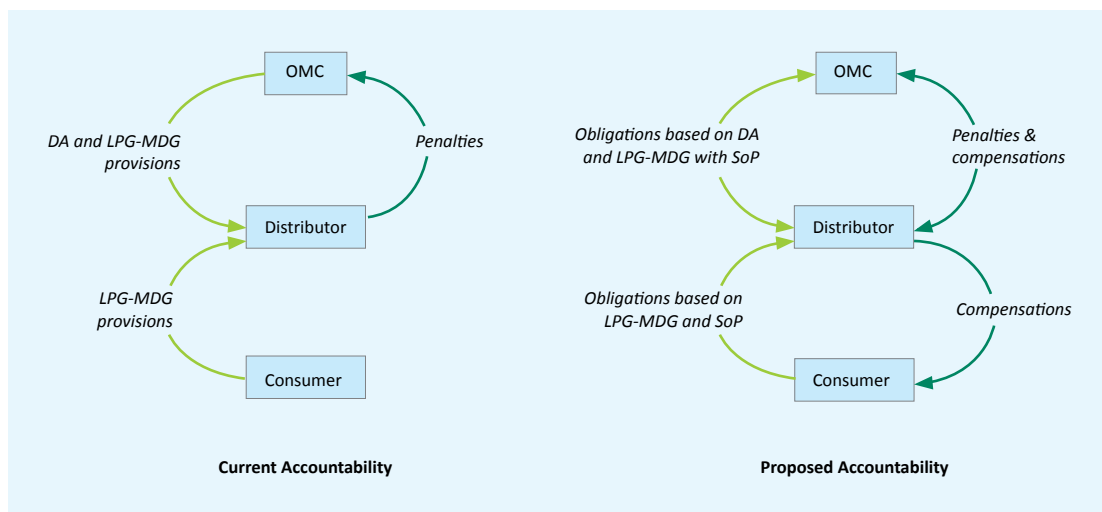 OMC
DA and LPG-MDG
provisions
Penalties
Distributor
LPG-MDG
provisions
Consumer
Current Accountability
OMC
Obligations based on DA
and LPG-MDG with SoP
Penalties &
compensations
Distributor
Obligations based on
LPG-MDG and SoP
Compensations
Consumer
Proposed Accountability